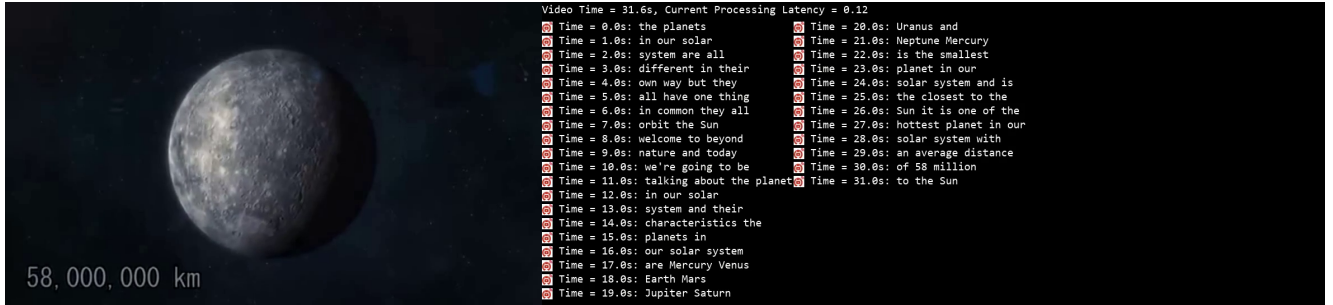 Video Time = 31.6s, Current Processing Latency = 0.12
Time = 0.0s: the planets
Time = 1.0s: in our solar
Time = 2.0s: system are all
Time = 3.0s: different in their
Time = 4.0s: own way but they
Time = 5.0s: all have one thing
Time = 6.0s: in common they all
Time = 7.0s: orbit the Sun
Time = 8.0s: welcome to beyond
Time = 9.0s: nature and today
Time = 10.0s: we're going to be
Time = 11.0s: talking about the planet
Time = 12.0s: in our solar
Time = 13.0s: system and their
Time = 14.0s: characteristics the
Time = 15.0s: planets in
Time = 16.0s: our solar system
Time = 17.0s: are Mercury Venus
Time = 18.0s: Earth Mars
Time = 19.0s: Jupiter Saturn
Time = 20.0s: Uranus and
Time = 21.0s: Neptune Mercury
Time = 22.0s: is the smallest
Time = 23.0s: planet in our
Time = 24.0s: solar system and is
Time = 25.0s: the closest to the
Time = 26.0s: Sun it is one of the
Time = 27.0s: hottest planet in our
Time = 28.0s: solar system with
Time = 29.0s: an average distance
Time = 30.0s: of 58 million
Time = 31.0s: to the Sun
58,000,000 km